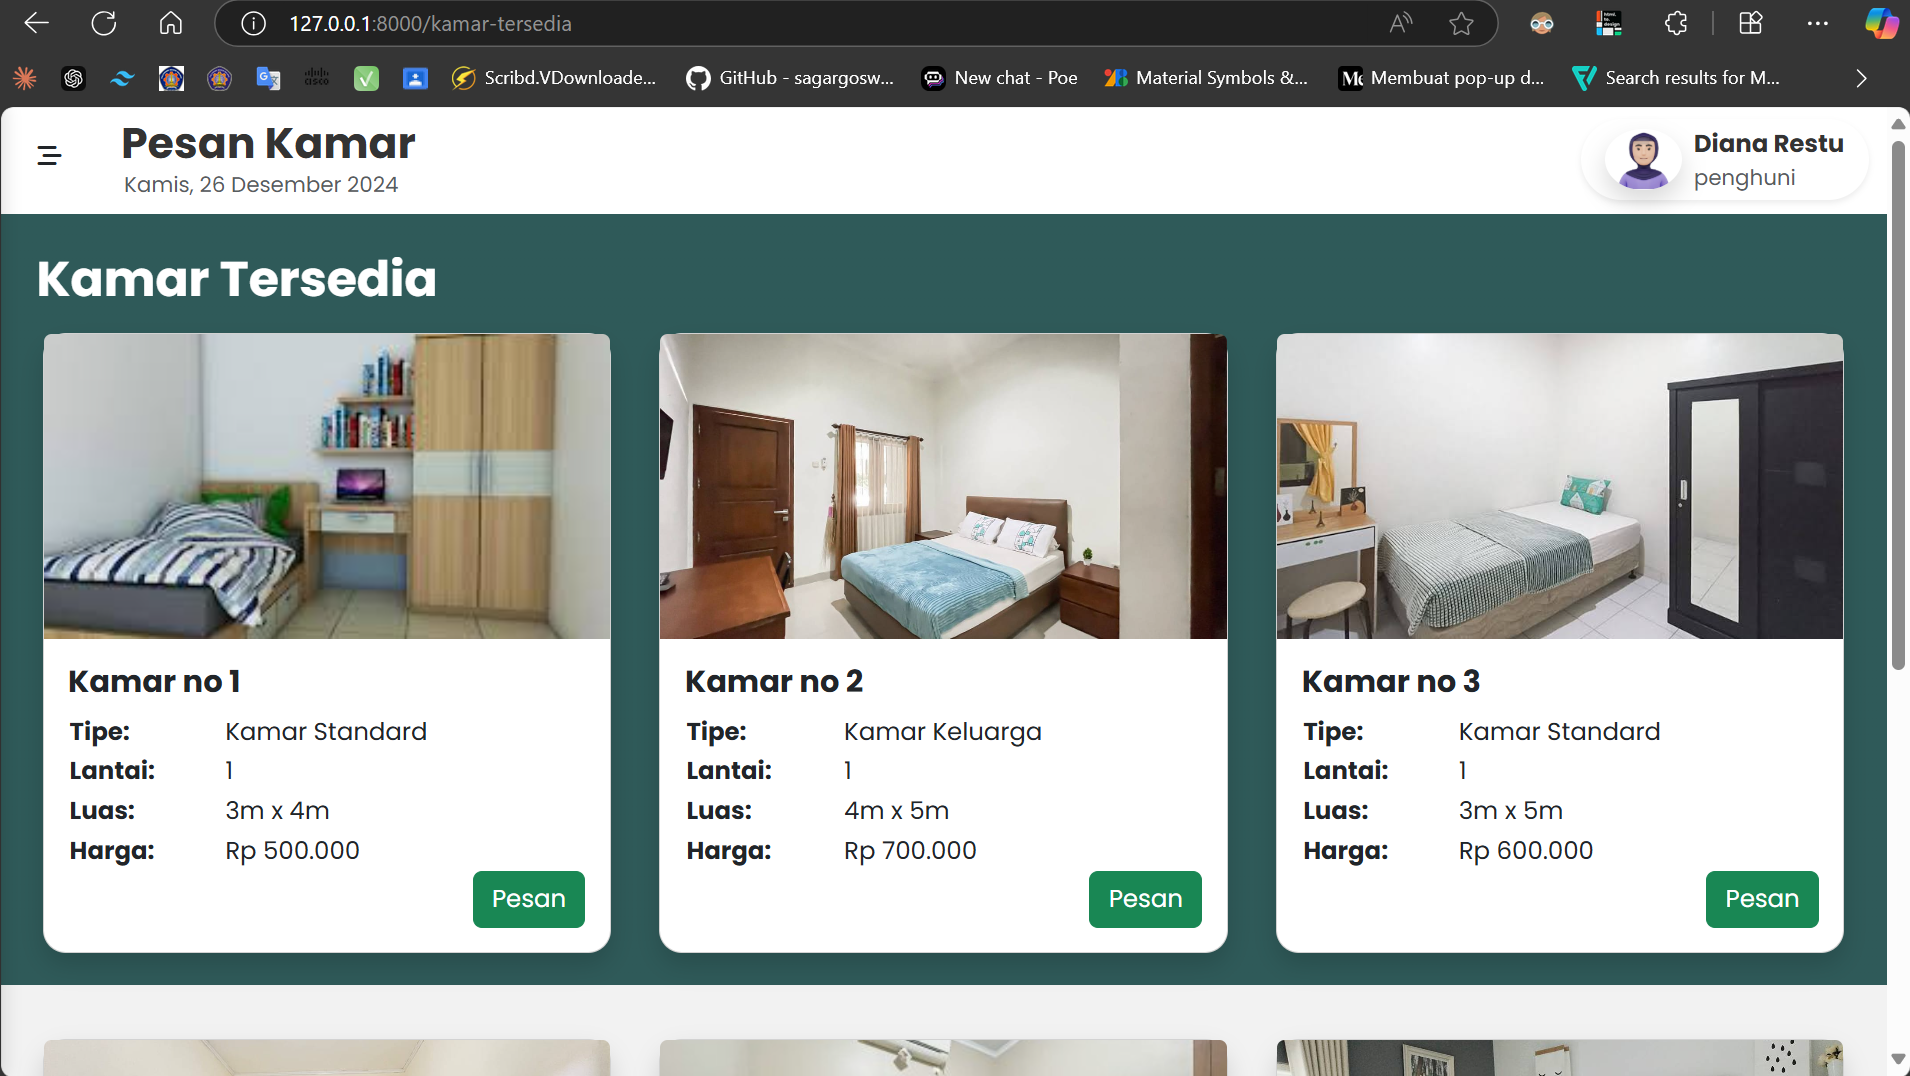 127.0.0.1:8000/kamar-tersedia
Scribd.VDownloade...
GitHub - sagargosw...
New chat - Poe
Material Symbols &...
Membuat pop-up d...
Search results for M...
Pesan Kamar
Kamis, 26 Desember 2024
Diana Restu
penghuni
Kamar Tersedia
Kamar no 1
Tipe: Kamar Standard
Lantai: 1
Luas: 3m x 4m
Harga: Rp 500.000
Pesan
Kamar no 2
Tipe: Kamar Keluarga
Lantai: 1
Luas: 4m x 5m
Harga: Rp 700.000
Pesan
Kamar no 3
Tipe: Kamar Standard
Lantai: 1
Luas: 3m x 5m
Harga: Rp 600.000
Pesan